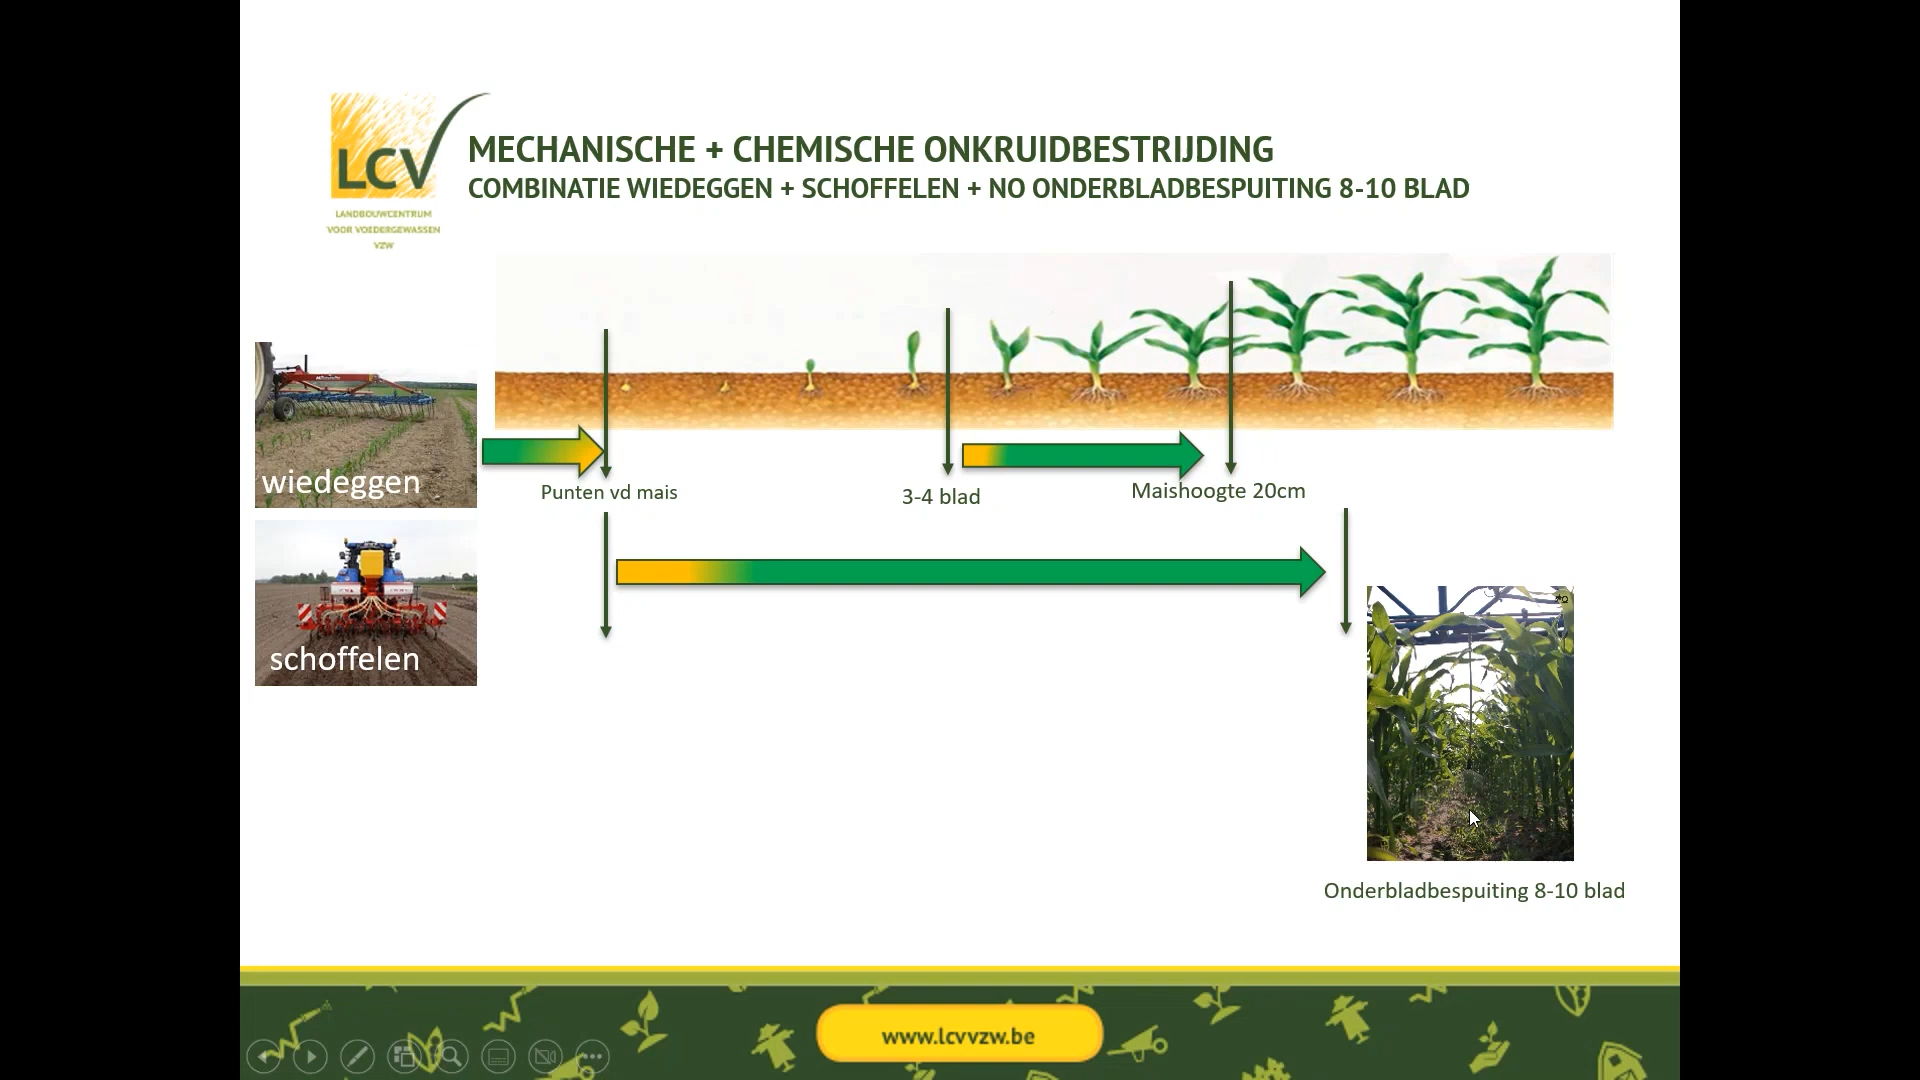 LCV
LANDBOUWCENTRUM
VOOR VOEDERGEWASSEN
VZW
MECHANISCHE + CHEMISCHE ONKRUIDBESTRIJDING
COMBINATIE WIEDEGGEN + SCHOFFELEN + NO ONDERBLADBESPUITING 8-10 BLAD
wiedeggen
Punten vd mais
3-4 blad
Maishoogte 20cm
schoffelen
Onderbladbespuiting 8-10 blad
www.lcvvzw.be